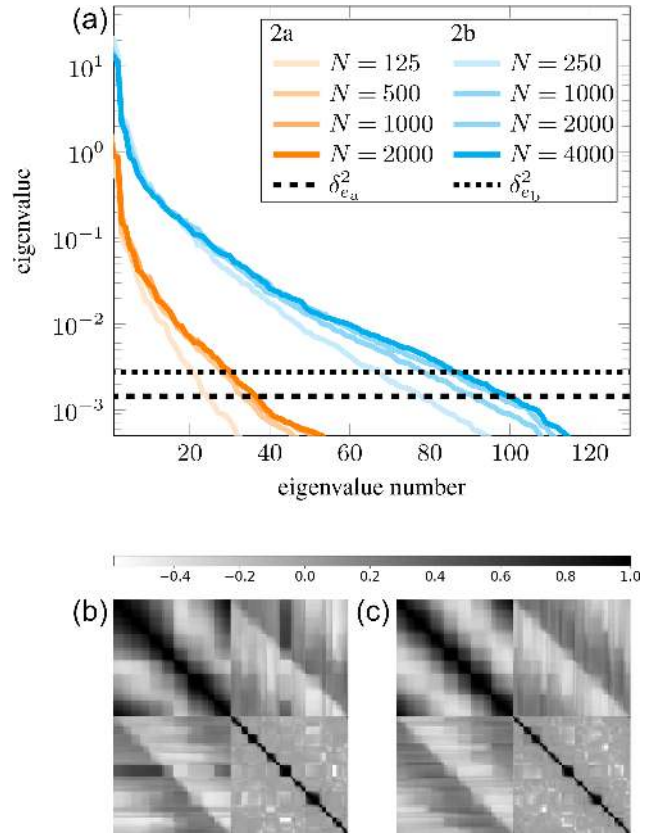 (a)
2a 2b
N = 125 N = 250
N = 500 N = 1000
N = 1000 N = 2000
N = 2000 N = 4000
δ²ₑₐ δ²ₑb
10¹
10⁰
10⁻¹
10⁻²
10⁻³
eigenvalue
20 40 60 80 100 120
eigenvalue number
−0.4 −0.2 0.0 0.2 0.4 0.6 0.8 1.0
(b) (c)